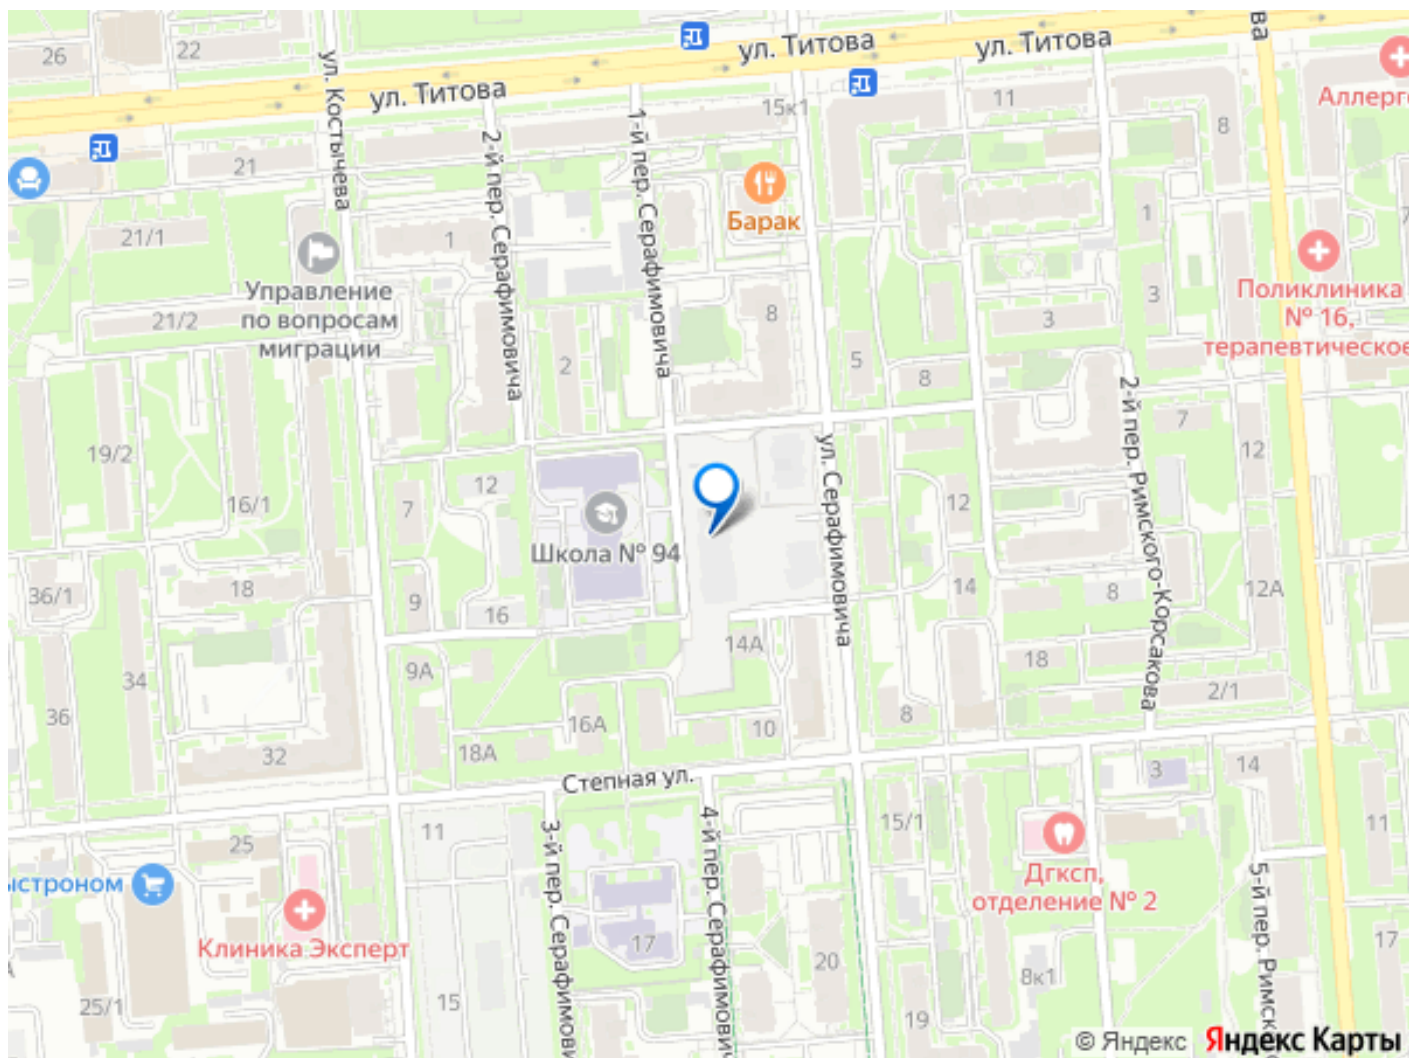 26
22
ул. Титова
ул. Титова
ул. Титова
15к1
11
8
Аллерго
ул. Костычева
2-й пер. Серафимовича
1-й пер. Серафимовича
21
Барак
1
21/1
1
Управление
по вопросам
миграции
21/2
2
8
3
3
Поликлиника
№ 16,
терапевтическое
5
8
7
2-й пер. Римского-Корсакова
19/2
16/1
7
12
Школа № 94
ул. Серафимовича
12
12
36/1
18
9
16
14
8
12А
9А
14А
18
34
36
2/1
16А
10
8
32
18А
Степная ул.
3
14
11
25
3-й пер. Серафимовича
4-й пер. Серафимовича
15/1
11
ыстроном
Дгксп,
отделение № 2
5-й пер. Римск
Клиника Эксперт
17
20
17
25/1
15
8к1
19
© Яндекс Яндекс Карты